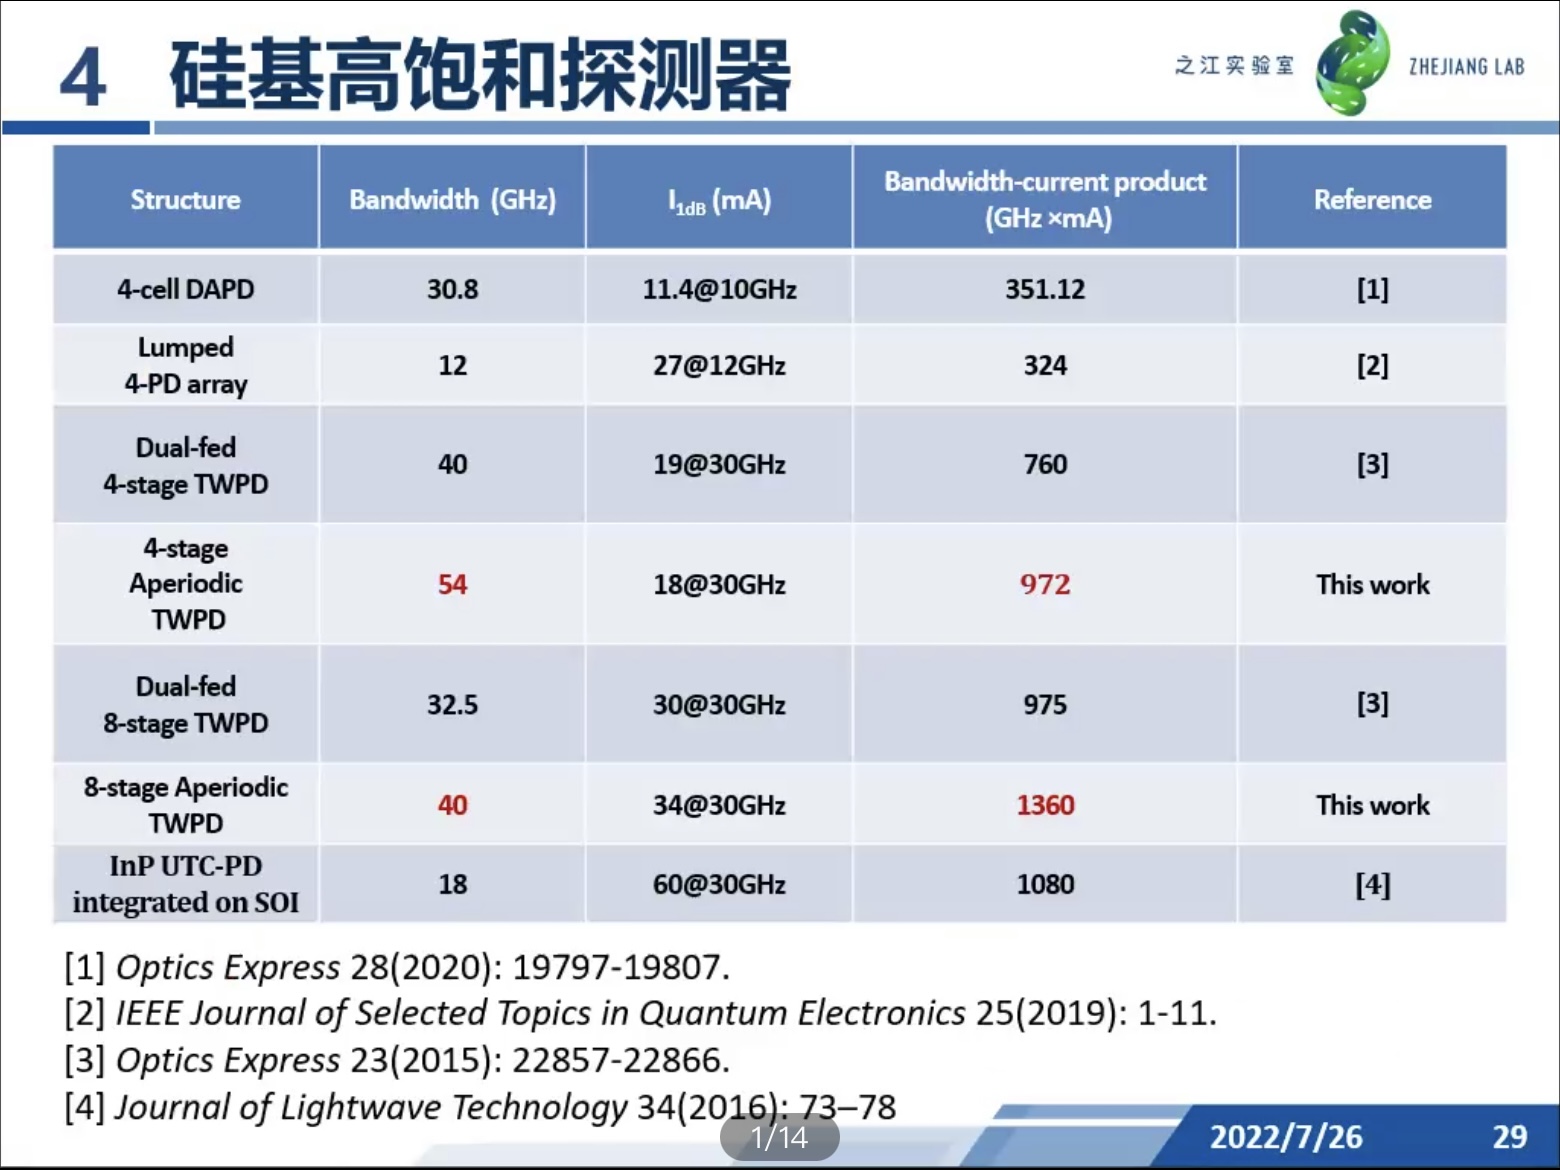 4 硅基高饱和探测器
之江实验室 ZHEJIANG LAB
Structure Bandwidth (GHz) I1dB (mA) Bandwidth-current product (GHz ×mA) Reference
4-cell DAPD 30.8 11.4@10GHz 351.12 [1]
Lumped
4-PD array 12 27@12GHz 324 [2]
Dual-fed
4-stage TWPD 40 19@30GHz 760 [3]
4-stage
Aperiodic
TWPD 54 18@30GHz 972 This work
Dual-fed
8-stage TWPD 32.5 30@30GHz 975 [3]
8-stage Aperiodic
TWPD 40 34@30GHz 1360 This work
InP UTC-PD
integrated on SOI 18 60@30GHz 1080 [4]
[1] Optics Express 28(2020): 19797-19807.
[2] IEEE Journal of Selected Topics in Quantum Electronics 25(2019): 1-11.
[3] Optics Express 23(2015): 22857-22866.
[4] Journal of Lightwave Technology 34(2016): 73–78
1/14
2022/7/26 29